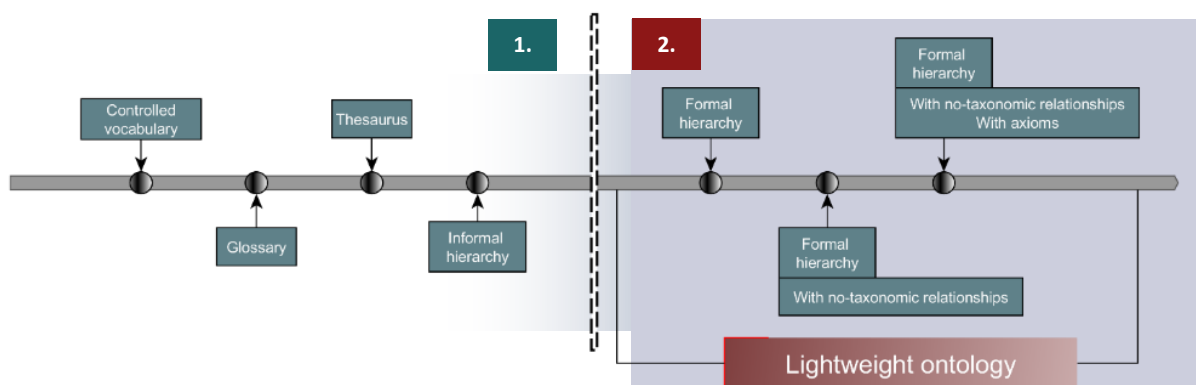 1.
2.
Controlled
vocabulary
Thesaurus
Glossary
Informal
hierarchy
Formal
hierarchy
Formal
hierarchy
With no-taxonomic relationships
Formal
hierarchy
With no-taxonomic relationships
With axioms
Lightweight ontology